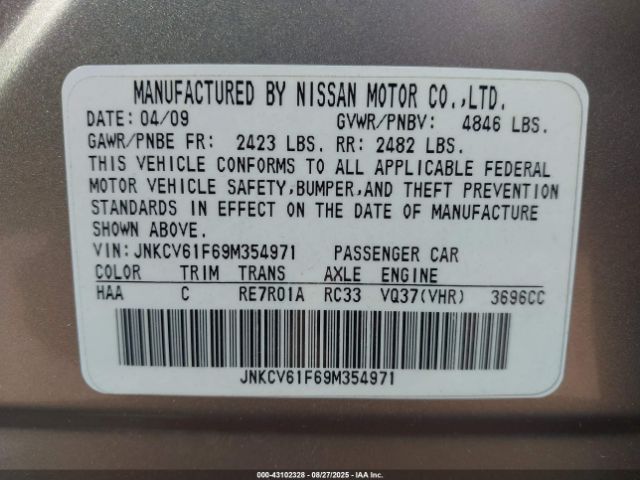 MANUFACTURED BY NISSAN MOTOR CO.,LTD.
DATE: 04/09 GVWR/PNBV: 4846 LBS.
GAWR/PNBE FR: 2423 LBS. RR: 2482 LBS.
THIS VEHICLE CONFORMS TO ALL APPLICABLE FEDERAL
MOTOR VEHICLE SAFETY,BUMPER,AND THEFT PREVENTION
STANDARDS IN EFFECT ON THE DATE OF MANUFACTURE
SHOWN ABOVE.
VIN: JNKCV61F69M354971 PASSENGER CAR
COLOR TRIM TRANS AXLE ENGINE
HAA C RE7R01A RC33 VQ37(VHR) 3696CC
JNKCV61F69M354971
000-43102328 - 08/27/2025 - IAA Inc.